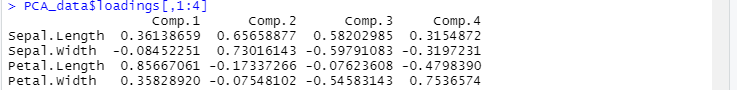 > PCA_data$loadings[,1:4]
Comp.1 Comp.2 Comp.3 Comp.4
Sepal.Length 0.36138659 0.65658877 0.58202985 0.3154872
Sepal.Width -0.08452251 0.73016143 -0.59791083 -0.3197231
Petal.Length 0.85667061 -0.17337266 -0.07623608 -0.4798390
Petal.Width 0.35828920 -0.07548102 -0.54583143 0.7536574